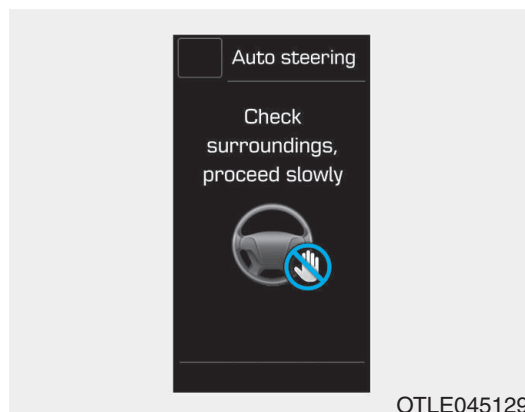 Auto steering
Check
surroundings,
proceed slowly
OTLE045129